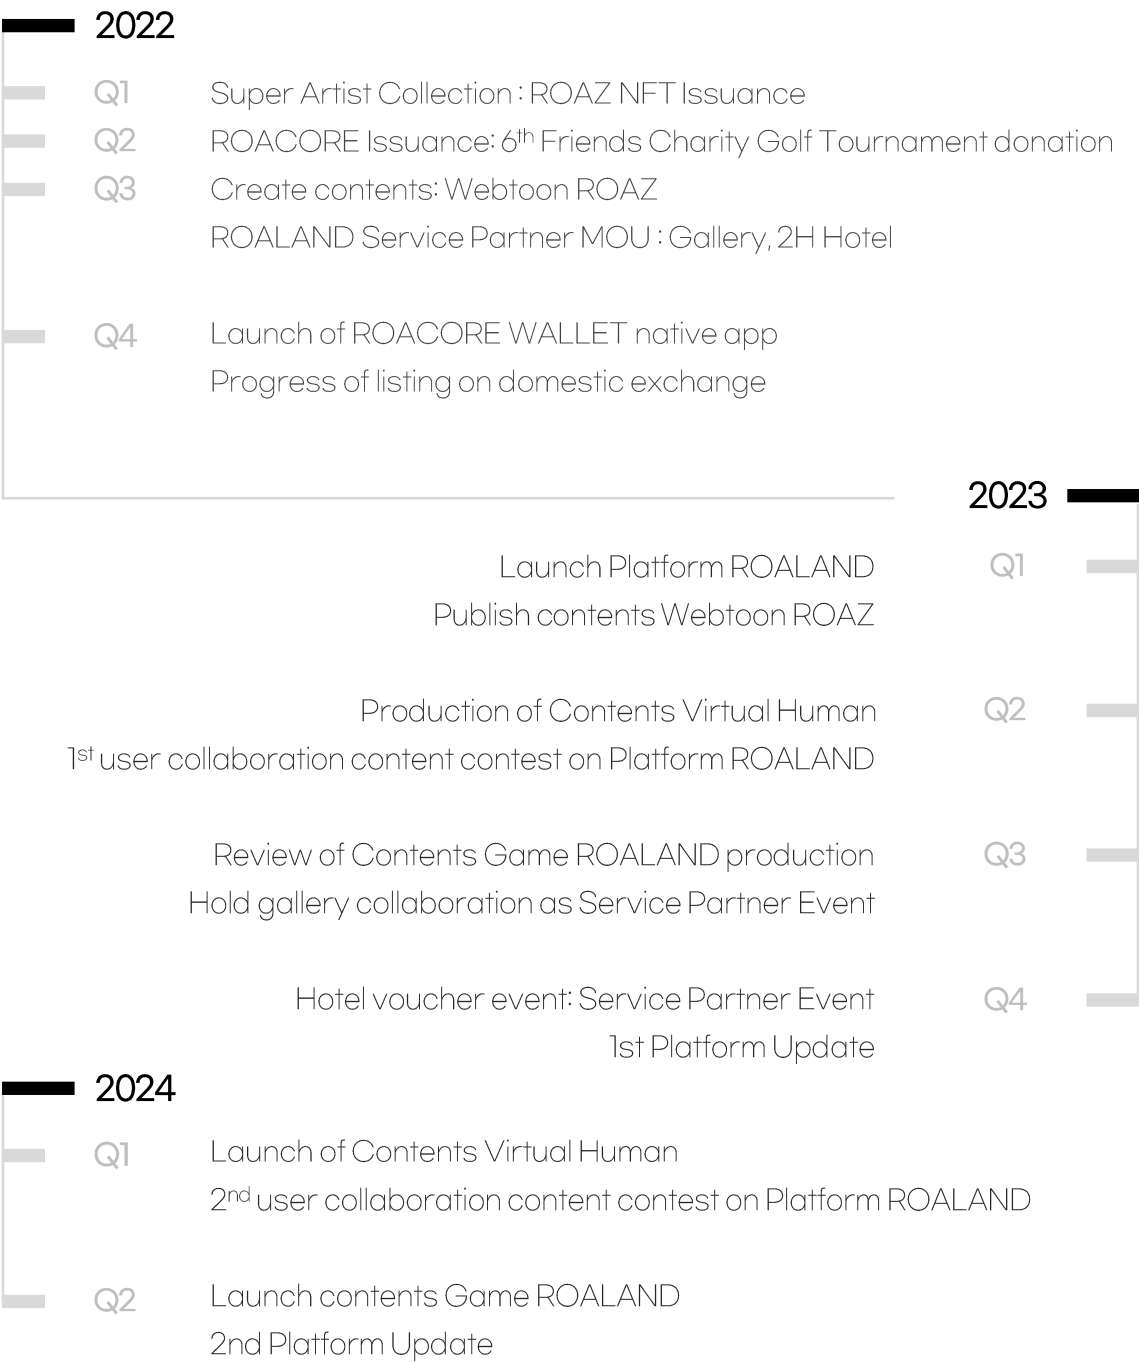 2022
Q1 Super Artist Collection : ROAZ NFT Issuance
Q2 ROACORE Issuance: 6th Friends Charity Golf Tournament donation
Q3 Create contents: Webtoon ROAZ
ROALAND Service Partner MOU : Gallery, 2H Hotel
Q4 Launch of ROACORE WALLET native app
Progress of listing on domestic exchange
2023
Launch Platform ROALAND Q1
Publish contents Webtoon ROAZ
Production of Contents Virtual Human Q2
1st user collaboration content contest on Platform ROALAND
Review of Contents Game ROALAND production Q3
Hold gallery collaboration as Service Partner Event
Hotel voucher event: Service Partner Event Q4
1st Platform Update
2024
Q1 Launch of Contents Virtual Human
2nd user collaboration content contest on Platform ROALAND
Q2 Launch contents Game ROALAND
2nd Platform Update